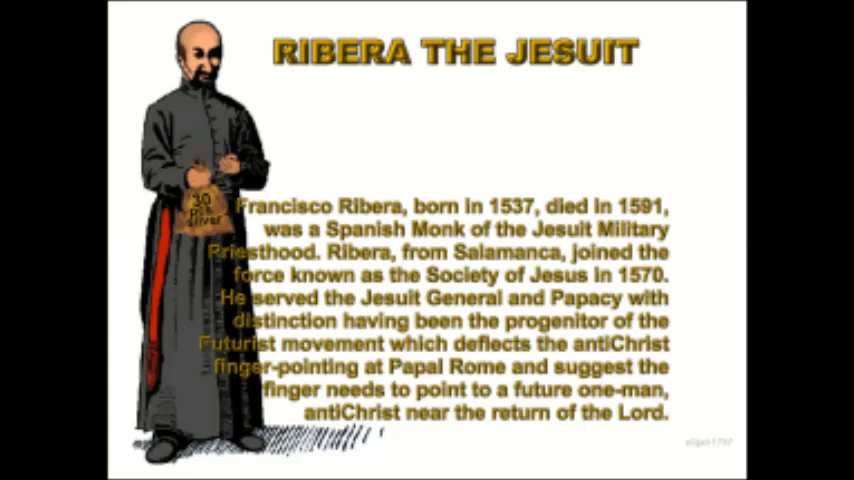 RIBERA THE JESUIT
30
pcs
silver
Francisco Ribera, born in 1537, died in 1591,
was a Spanish Monk of the Jesuit Military
Priesthood. Ribera, from Salamanca, joined the
force known as the Society of Jesus in 1570.
He served the Jesuit General and Papacy with
distinction having been the progenitor of the
Futurist movement which deflects the antiChrist
finger-pointing at Papal Rome and suggest the
finger needs to point to a future one-man,
antiChrist near the return of the Lord.